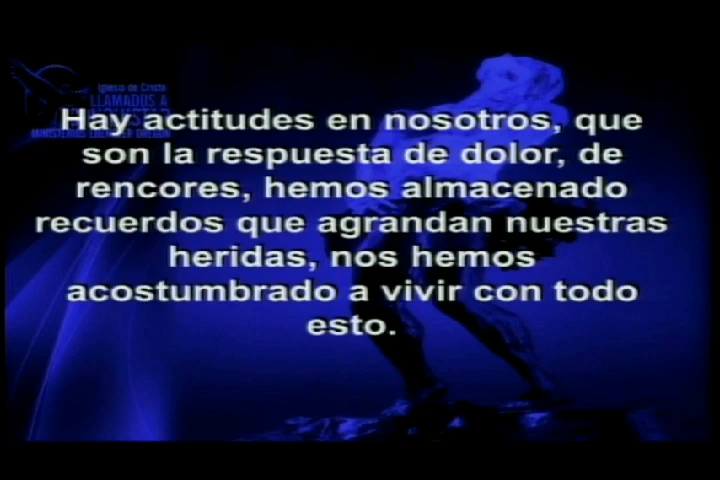 Iglesia de Cristo
LLAMADOS A
Hay actitudes en nosotros, que
son la respuesta de dolor, de
rencores, hemos almacenado
recuerdos que agrandan nuestras
heridas, nos hemos
acostumbrado a vivir con todo
esto.